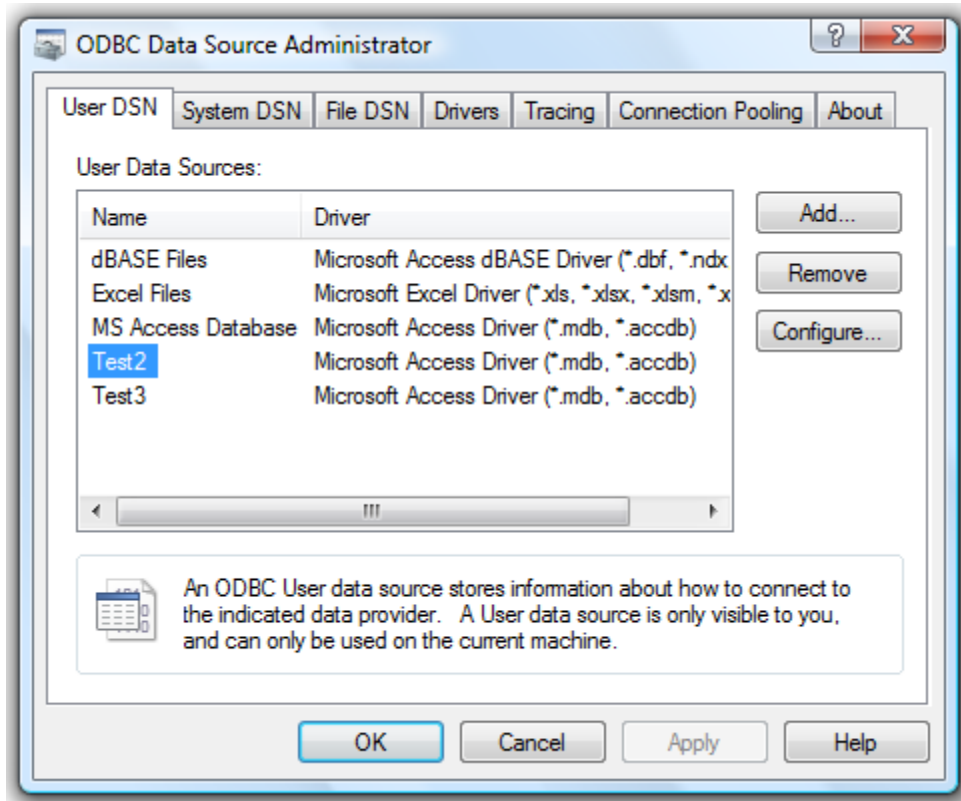 ODBC Data Source Administrator
User DSN System DSN File DSN Drivers Tracing Connection Pooling About
User Data Sources:
Name Driver
dBASE Files Microsoft Access dBASE Driver (*.dbf, *.ndx
Excel Files Microsoft Excel Driver (*.xls, *.xlsx, *.xlsm, *.x
MS Access Database Microsoft Access Driver (*.mdb, *.accdb)
Test2 Microsoft Access Driver (*.mdb, *.accdb)
Test3 Microsoft Access Driver (*.mdb, *.accdb)
Add...
Remove
Configure...
An ODBC User data source stores information about how to connect to
the indicated data provider. A User data source is only visible to you,
and can only be used on the current machine.
OK Cancel Apply Help